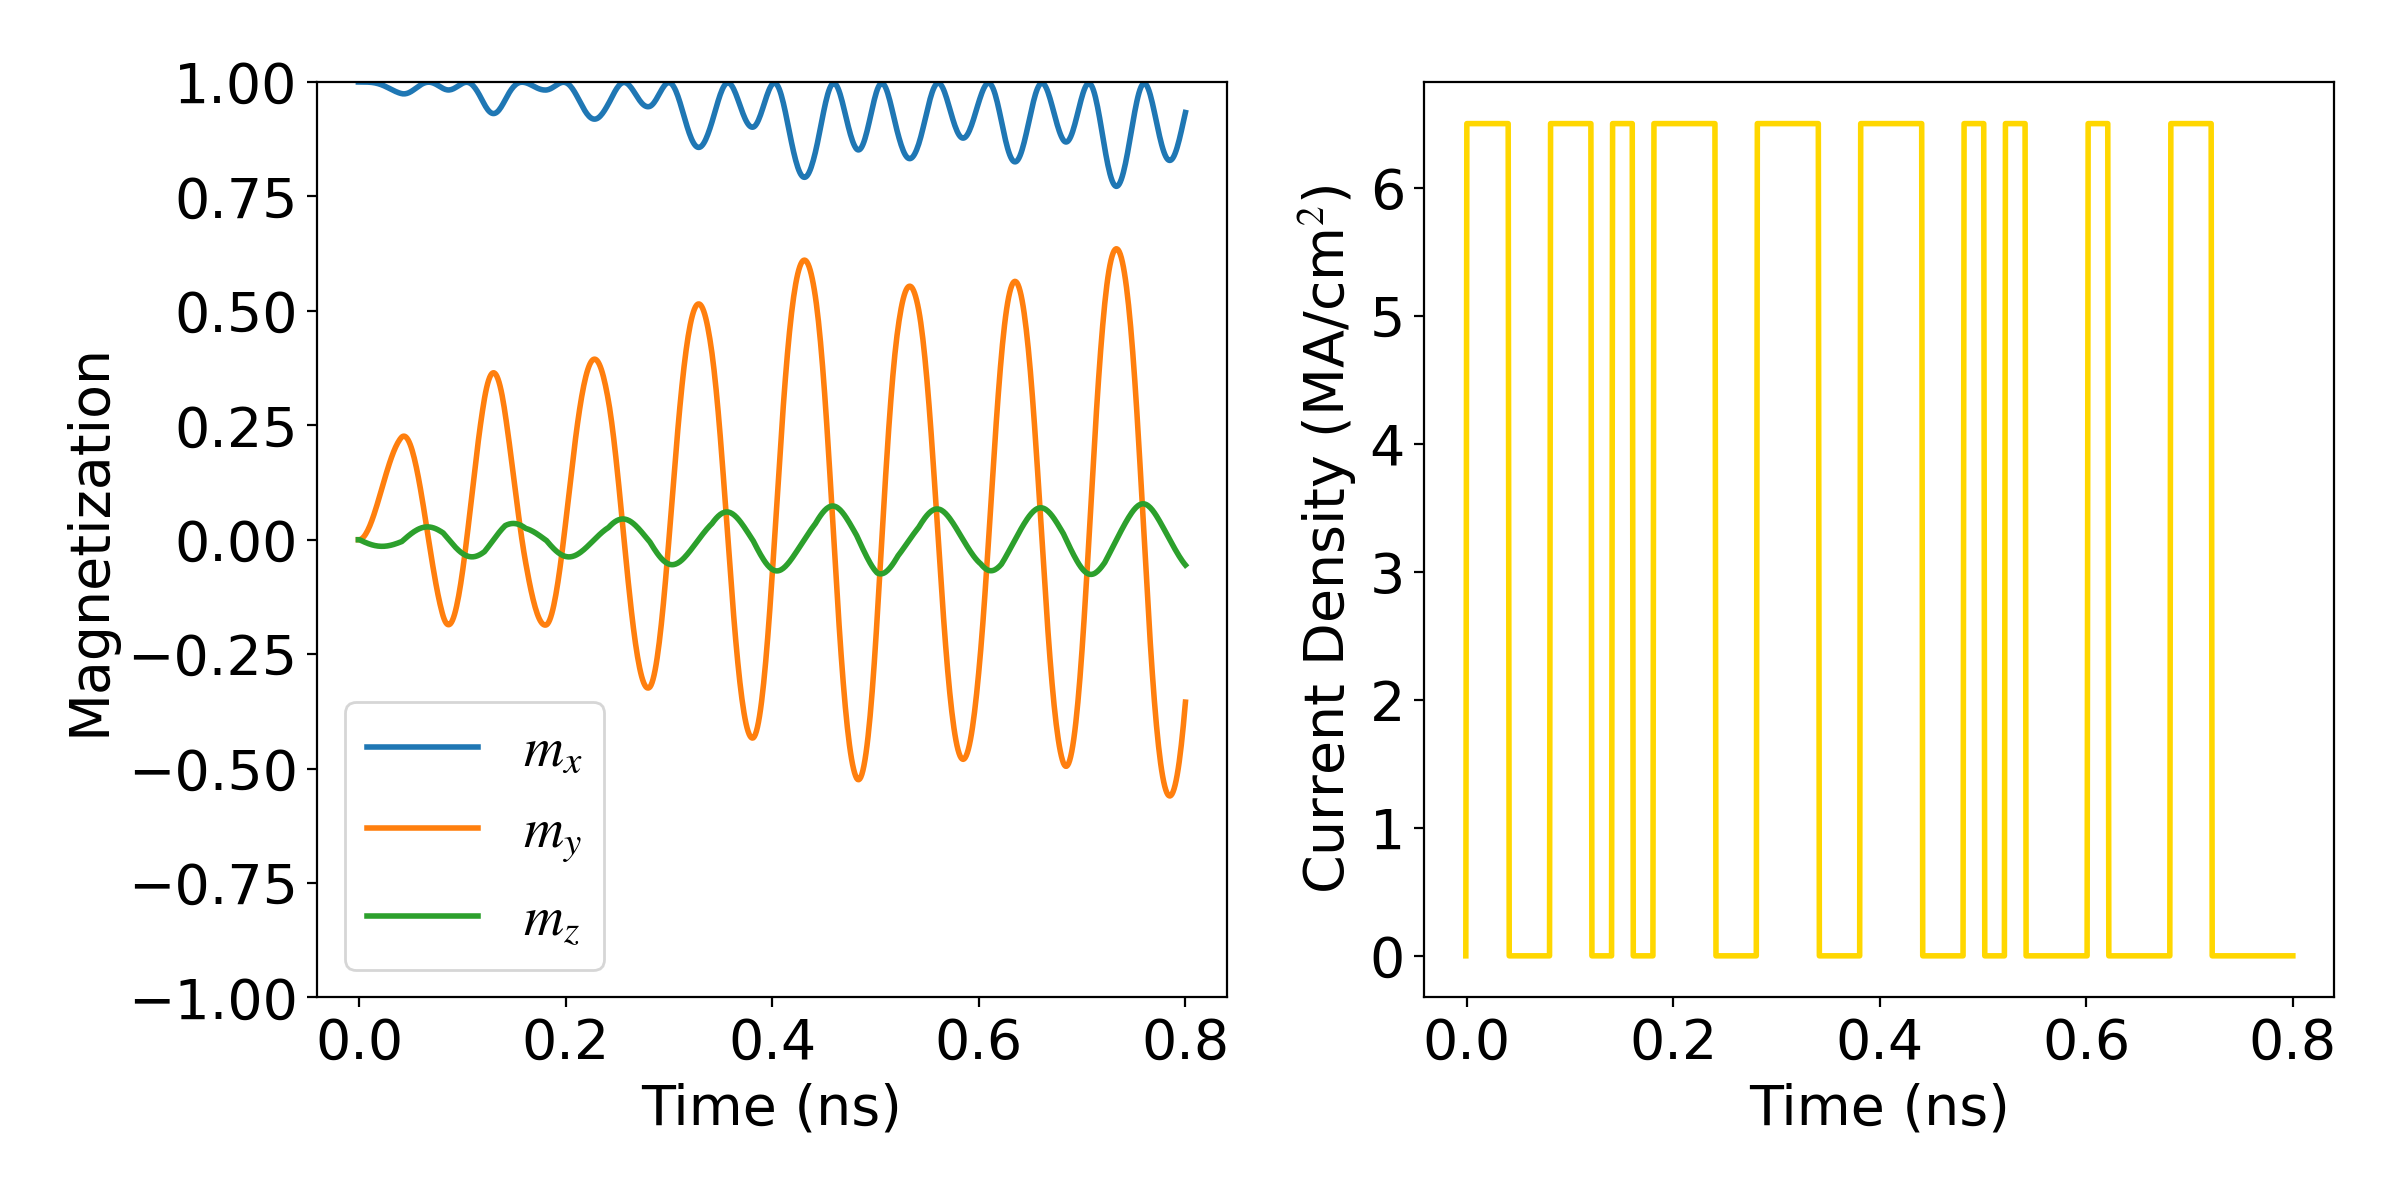 1.00
0.75
0.50
0.25
0.00
−0.25
−0.50
−0.75
−1.00
Magnetization
m_x
m_y
m_z
0.0 0.2 0.4 0.6 0.8
Time (ns)
6
5
4
3
2
1
0
Current Density (MA/cm²)
0.0 0.2 0.4 0.6 0.8
Time (ns)